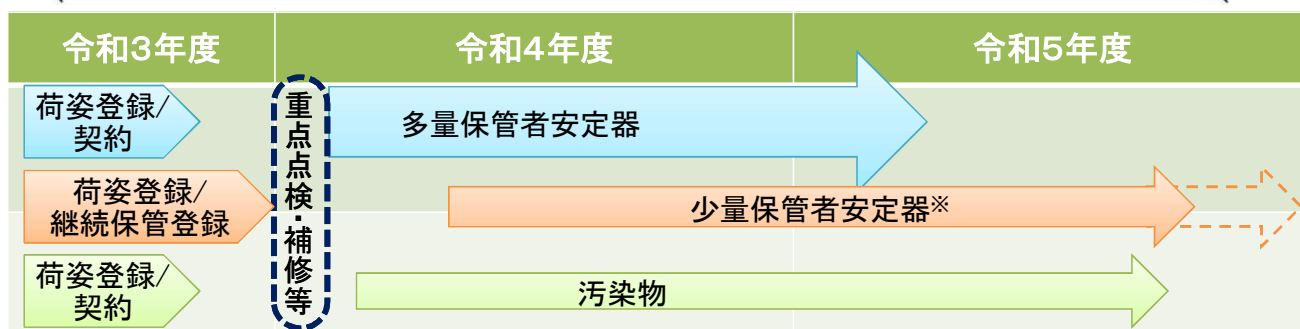 令和3年度
令和4年度
令和5年度
荷姿登録/
契約
重点点検・補修等
多量保管者安定器
荷姿登録/
継続保管登録
少量保管者安定器※
荷姿登録/
契約
汚染物